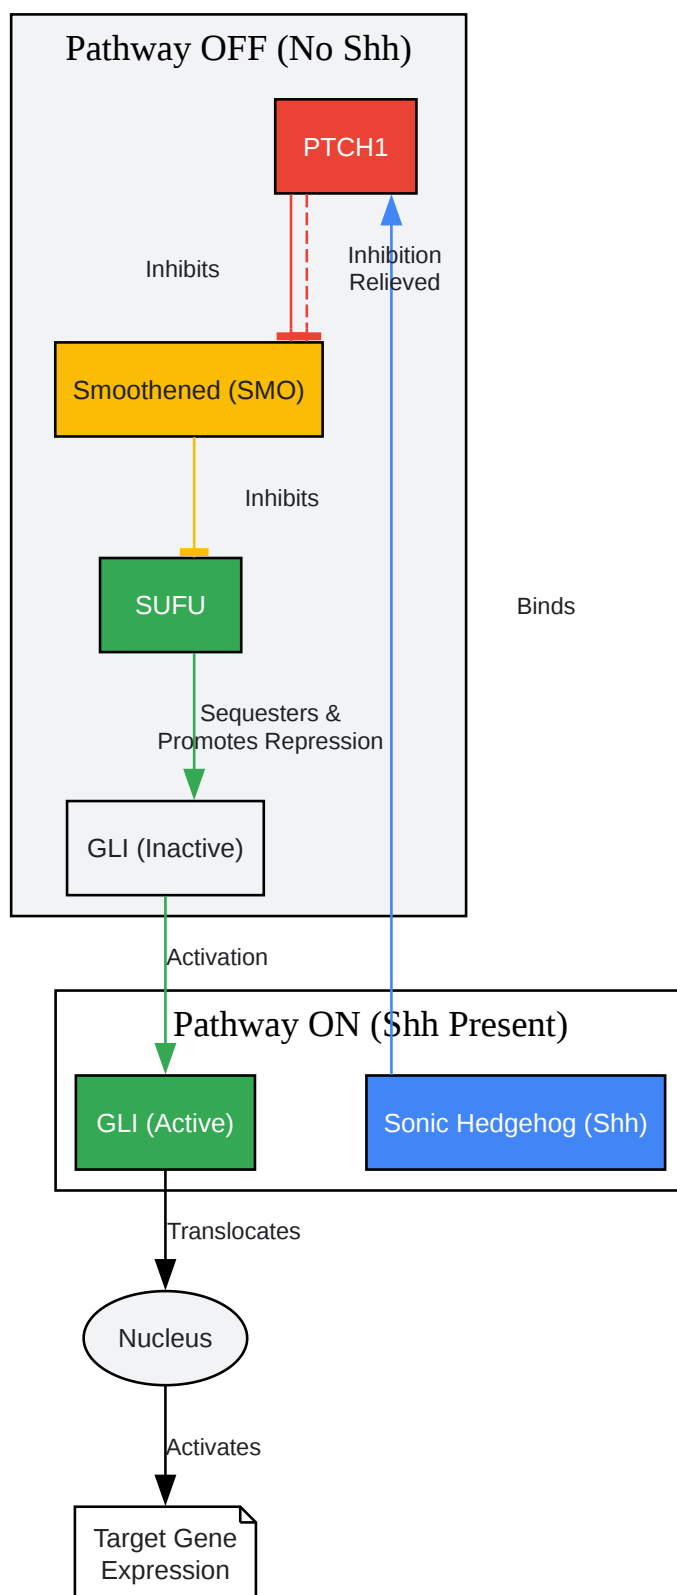 Pathway OFF (No Shh)
PTCH1
Inhibits
Inhibition
Relieved
Smoothened (SMO)
Inhibits
SUFU
Binds
Sequesters &
Promotes Repression
GLI (Inactive)
Activation
Pathway ON (Shh Present)
GLI (Active)
Sonic Hedgehog (Shh)
Translocates
Nucleus
Activates
Target Gene
Expression